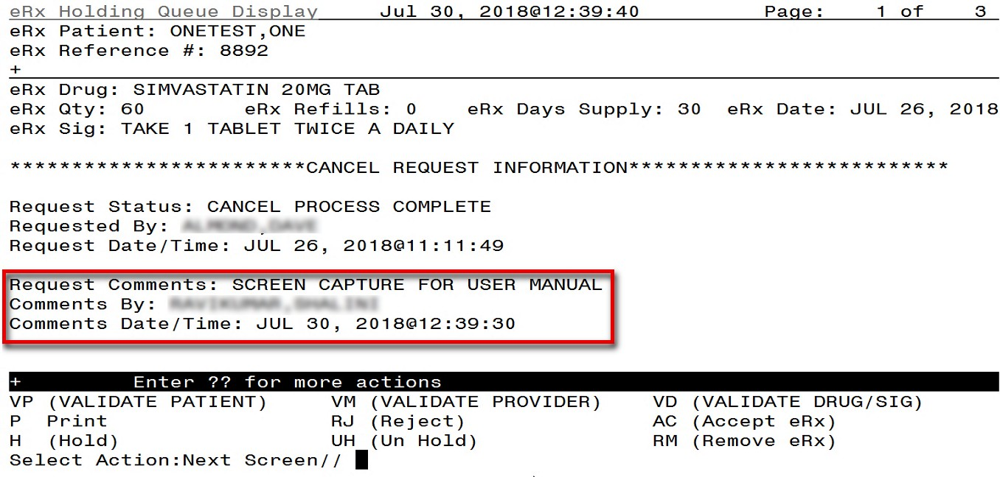 eRx Holding Queue Display     Jul 30, 2018@12:39:40          Page:    1 of    3
eRx Patient: ONETEST,ONE
eRx Reference #: 8892
+
eRx Drug: SIMVASTATIN 20MG TAB
eRx Qty: 60        eRx Refills: 0    eRx Days Supply: 30  eRx Date: JUL 26, 2018
eRx Sig: TAKE 1 TABLET TWICE A DAILY
************************CANCEL REQUEST INFORMATION**************************
Request Status: CANCEL PROCESS COMPLETE
Requested By:
Request Date/Time: JUL 26, 2018@11:11:49
Request Comments: SCREEN CAPTURE FOR USER MANUAL
Comments By:
Comments Date/Time: JUL 30, 2018@12:39:30
+         Enter ?? for more actions
VP (VALIDATE PATIENT)     VM (VALIDATE PROVIDER)    VD (VALIDATE DRUG/SIG)
P  Print                  RJ (Reject)               AC (Accept eRx)
H  (Hold)                 UH (Un Hold)              RM (Remove eRx)
Select Action:Next Screen//